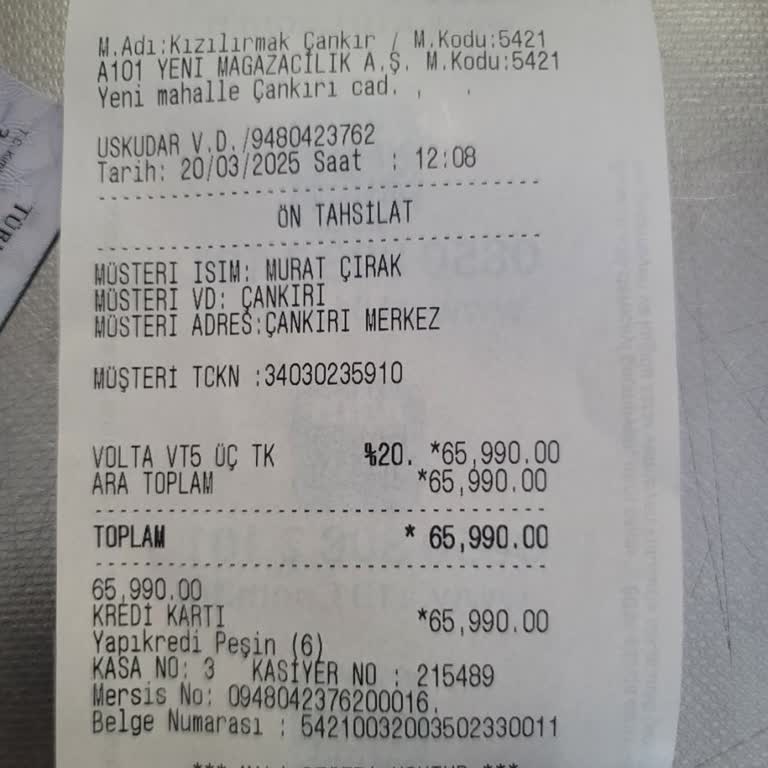 M.Adı:Kızılırmak Çankır / M.Kodu:5421
A101 YENİ MAGAZACILIK A.Ş. M.Kodu:5421
Yeni mahalle Çankırı cad. , .
USKUDAR V.D./9480423762
Tarih: 20/03/2025 Saat : 12:08
ÖN TAHSİLAT
MÜSTERI ISIM: MURAT ÇIRAK
MÜSTERI VD: ÇANKIRI
MÜSTERI ADRES:ÇANKIRI MERKEZ
MÜŞTERİ TCKN :34030235910
VOLTA VT5 ÜÇ TK %20. *65,990.00
ARA TOPLAM *65,990.00
TOPLAM * 65,990.00
65,990.00
KREDİ KARTI *65,990.00
Yapıkredi Peşin (6)
KASA NO: 3 KASİYER NO : 215489
Mersis No: 0948042376200016.
Belge Numarası : 54210032003502330011